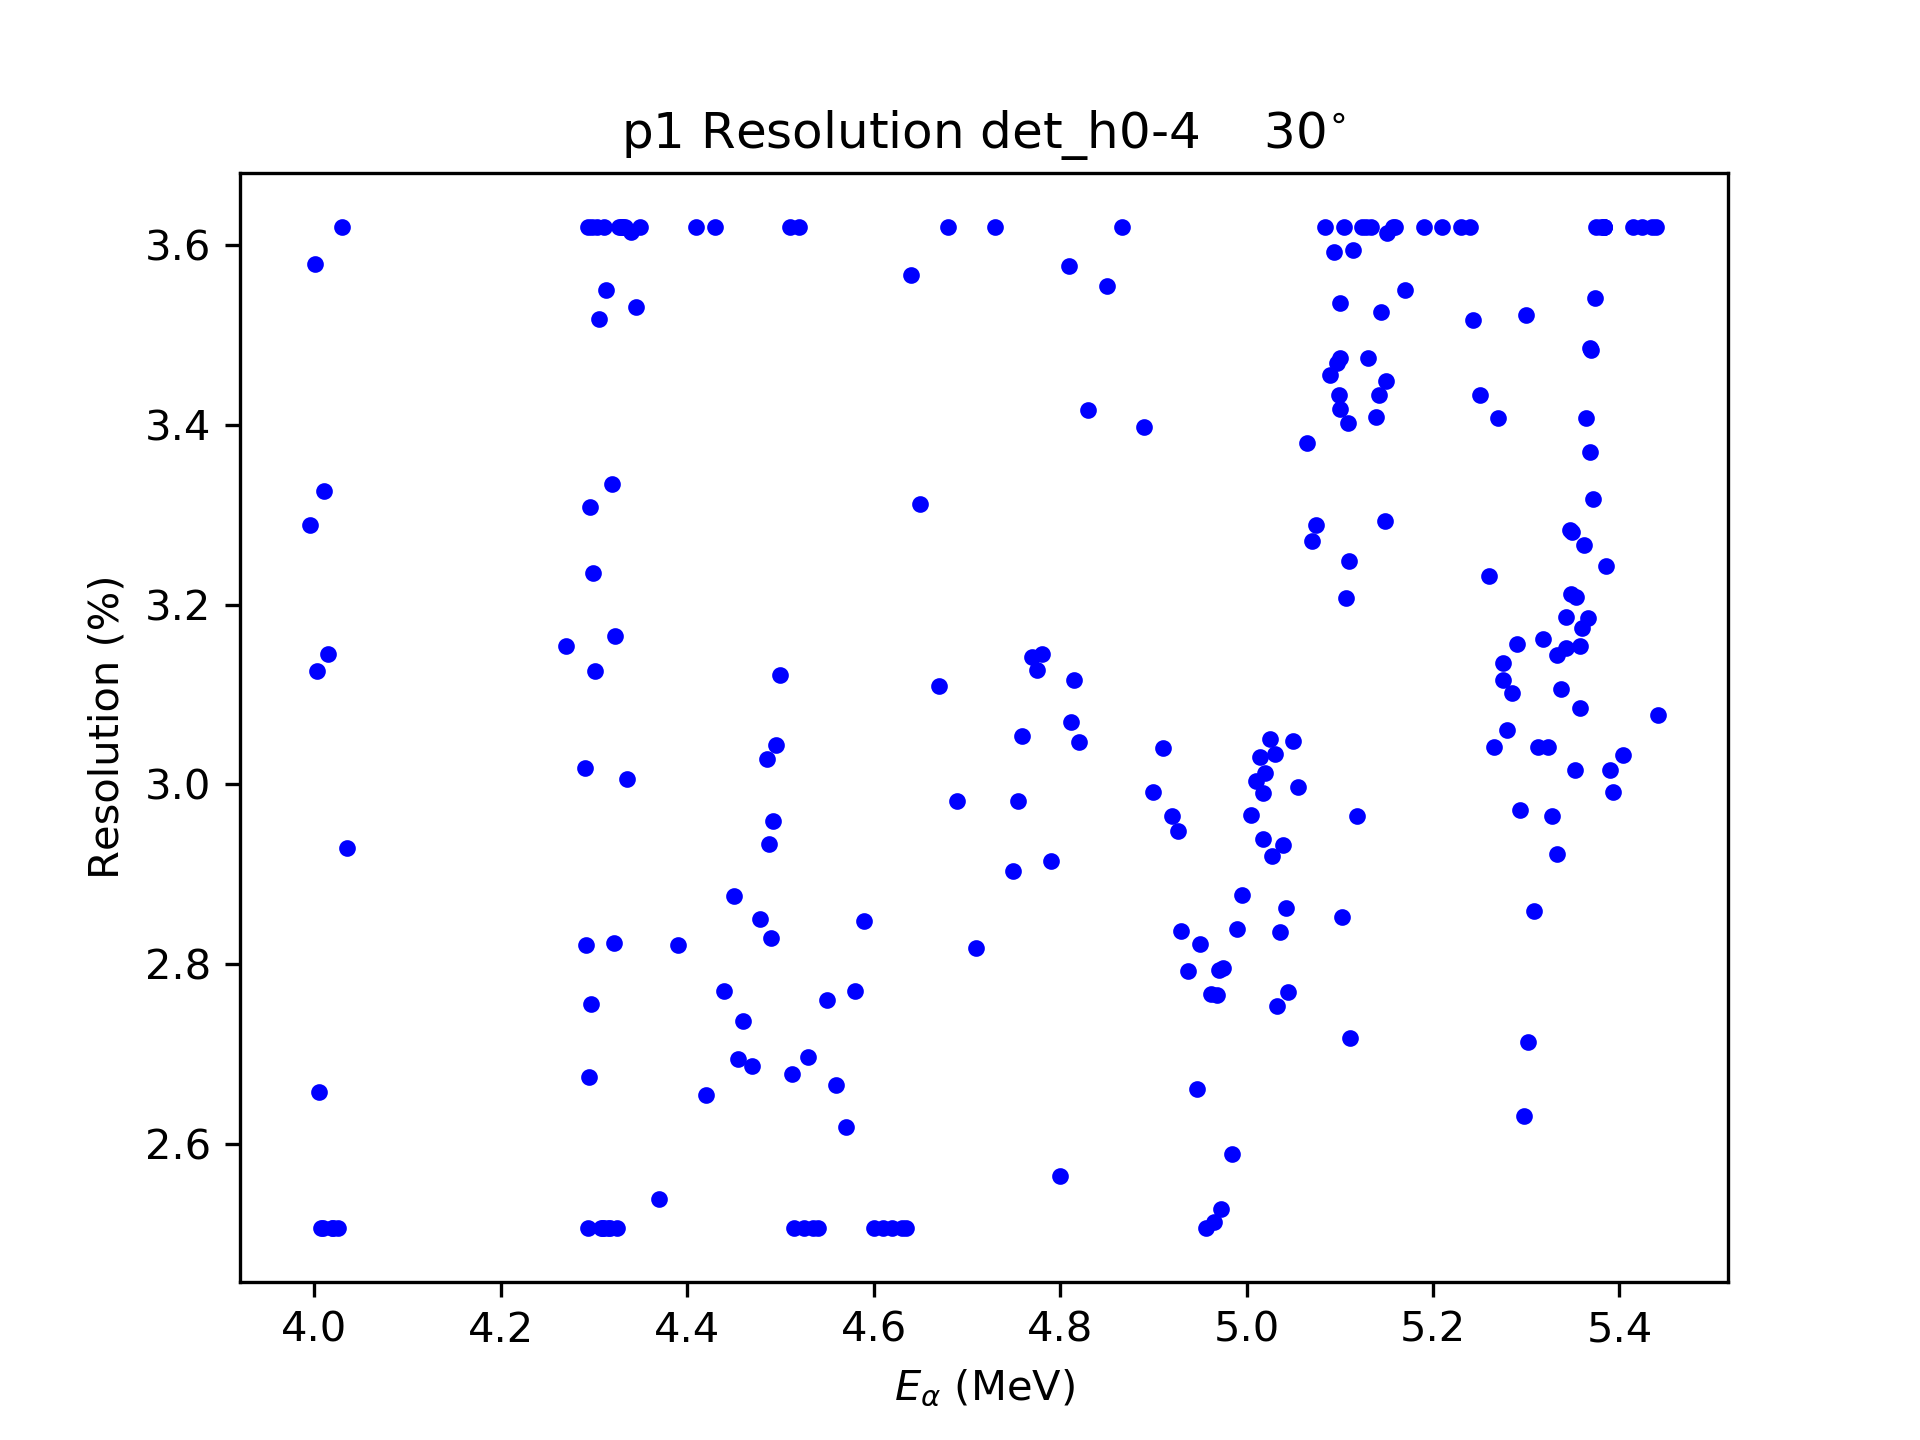 p1 Resolution det_h0-4 30°
Resolution (%)
3.6
3.4
3.2
3.0
2.8
2.6
4.0 4.2 4.4 4.6 4.8 5.0 5.2 5.4
Eα (MeV)